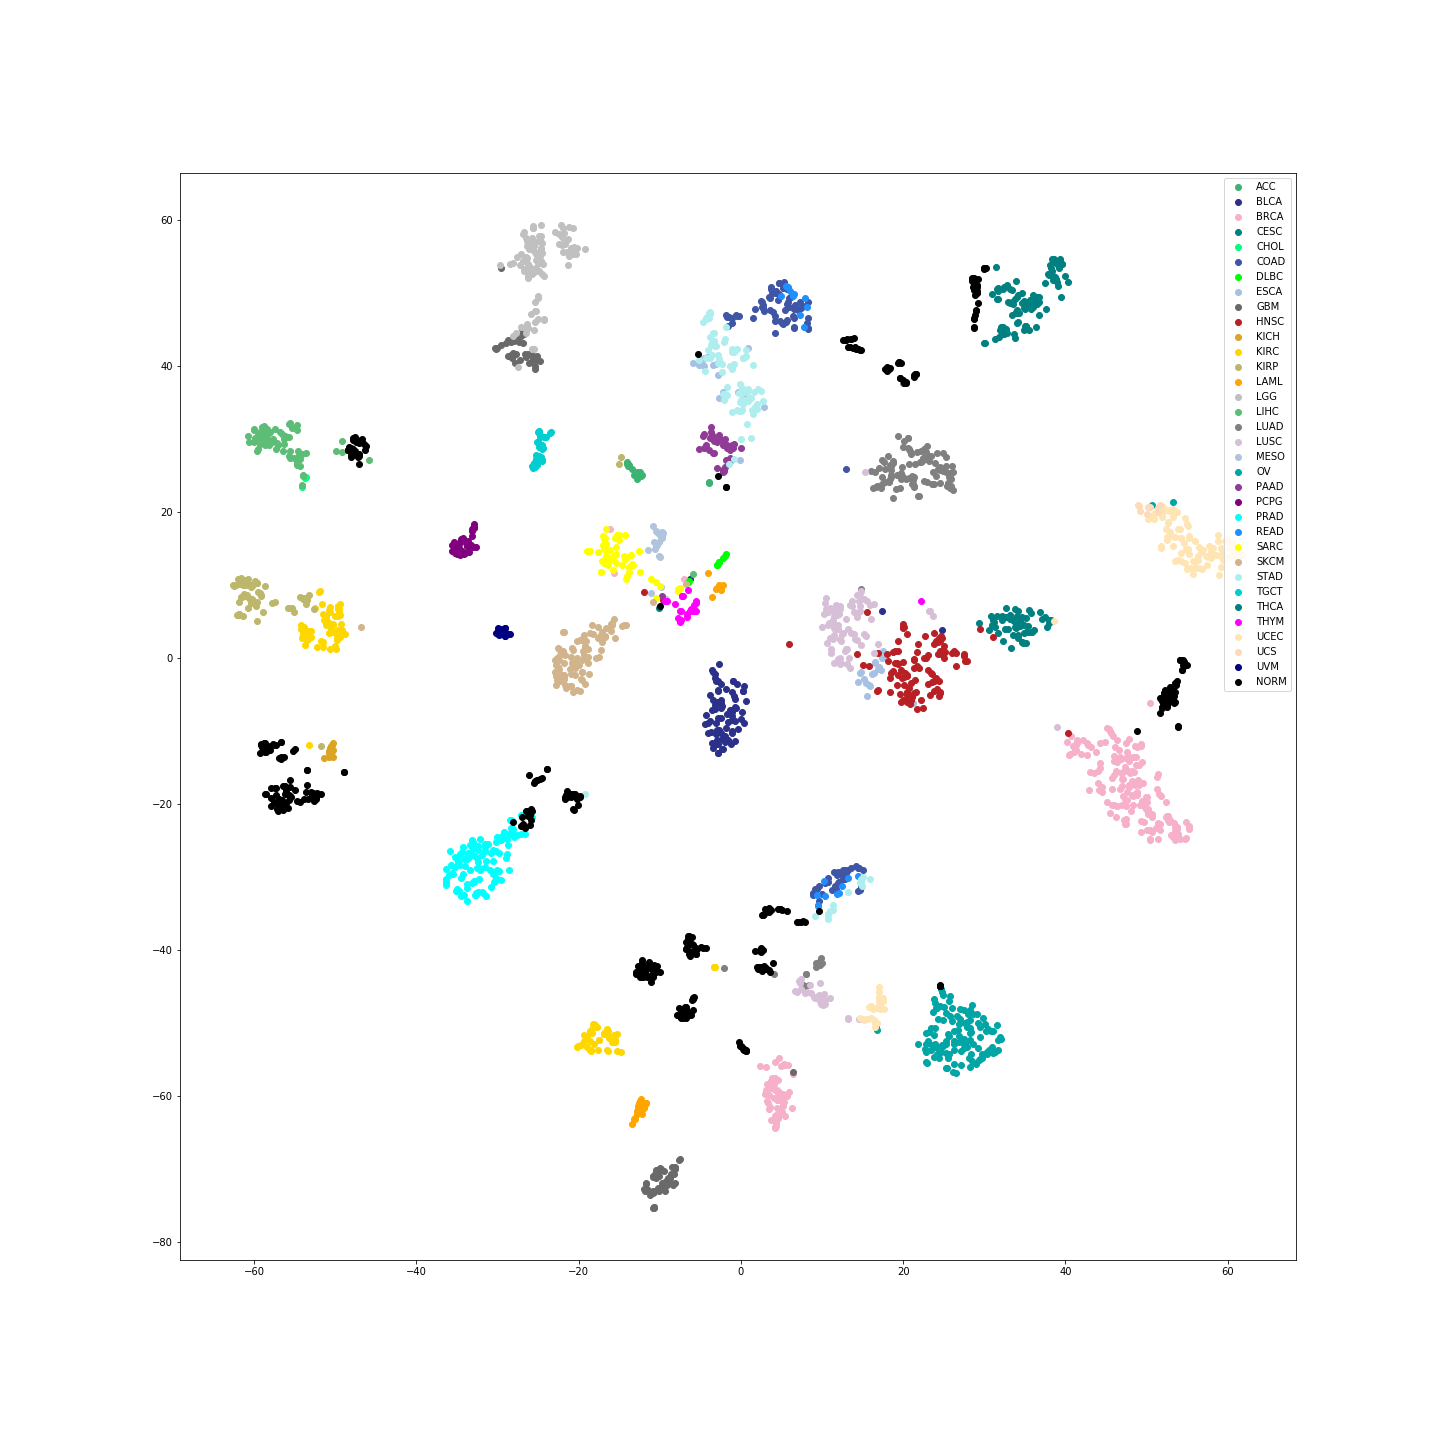 60
40
20
0
−20
−40
−60
−80
−60
−40
−20
0
20
40
60
ACC
BLCA
BRCA
CESC
CHOL
COAD
DLBC
ESCA
GBM
HNSC
KICH
KIRC
KIRP
LAML
LGG
LIHC
LUAD
LUSC
MESO
OV
PAAD
PCPG
PRAD
READ
SARC
SKCM
STAD
TGCT
THCA
THYM
UCEC
UCS
UVM
NORM